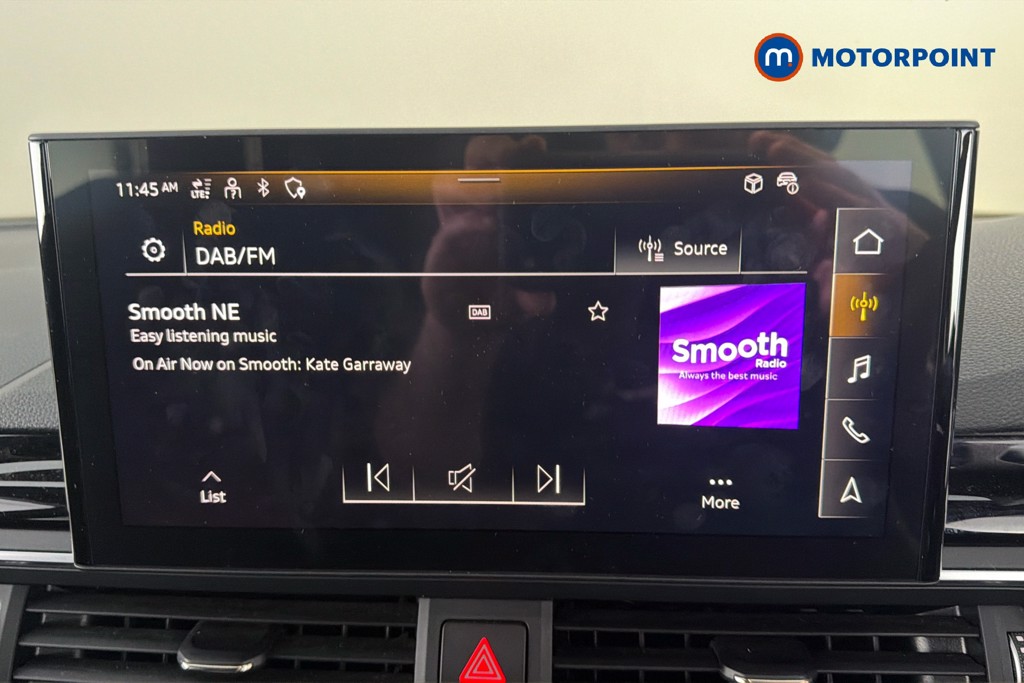 m MOTORPOINT
11:45 AM LTE
Radio
DAB/FM
Source
Smooth NE
DAB
Easy listening music
On Air Now on Smooth: Kate Garraway
Smooth
Radio
Always the best music
List
More